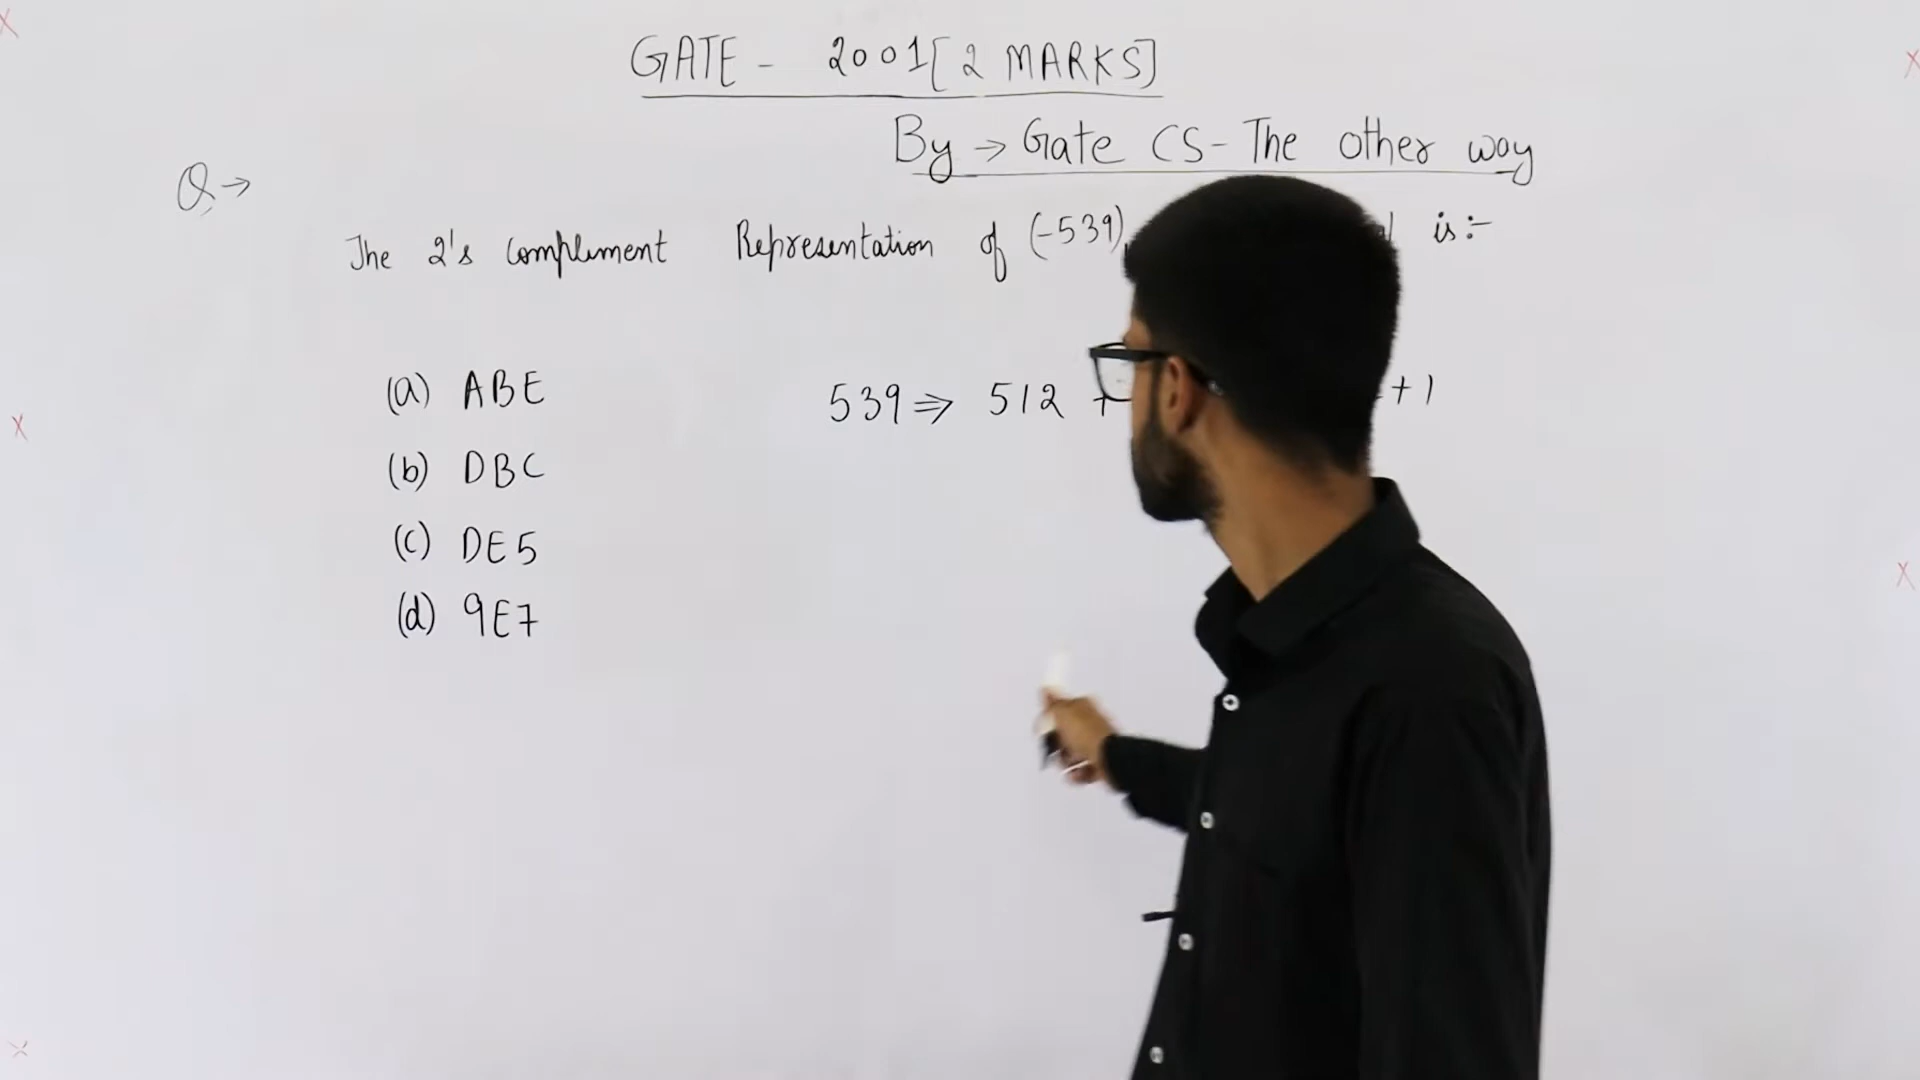 GATE - 2001 [2 MARKS]
By → Gate CS - The other way
Q →
The 2's complement Representation of (-539) is :-
(a) ABE
539 ⇒ 512 + + 1
(b) DBC
(c) DE5
(d) 9E7